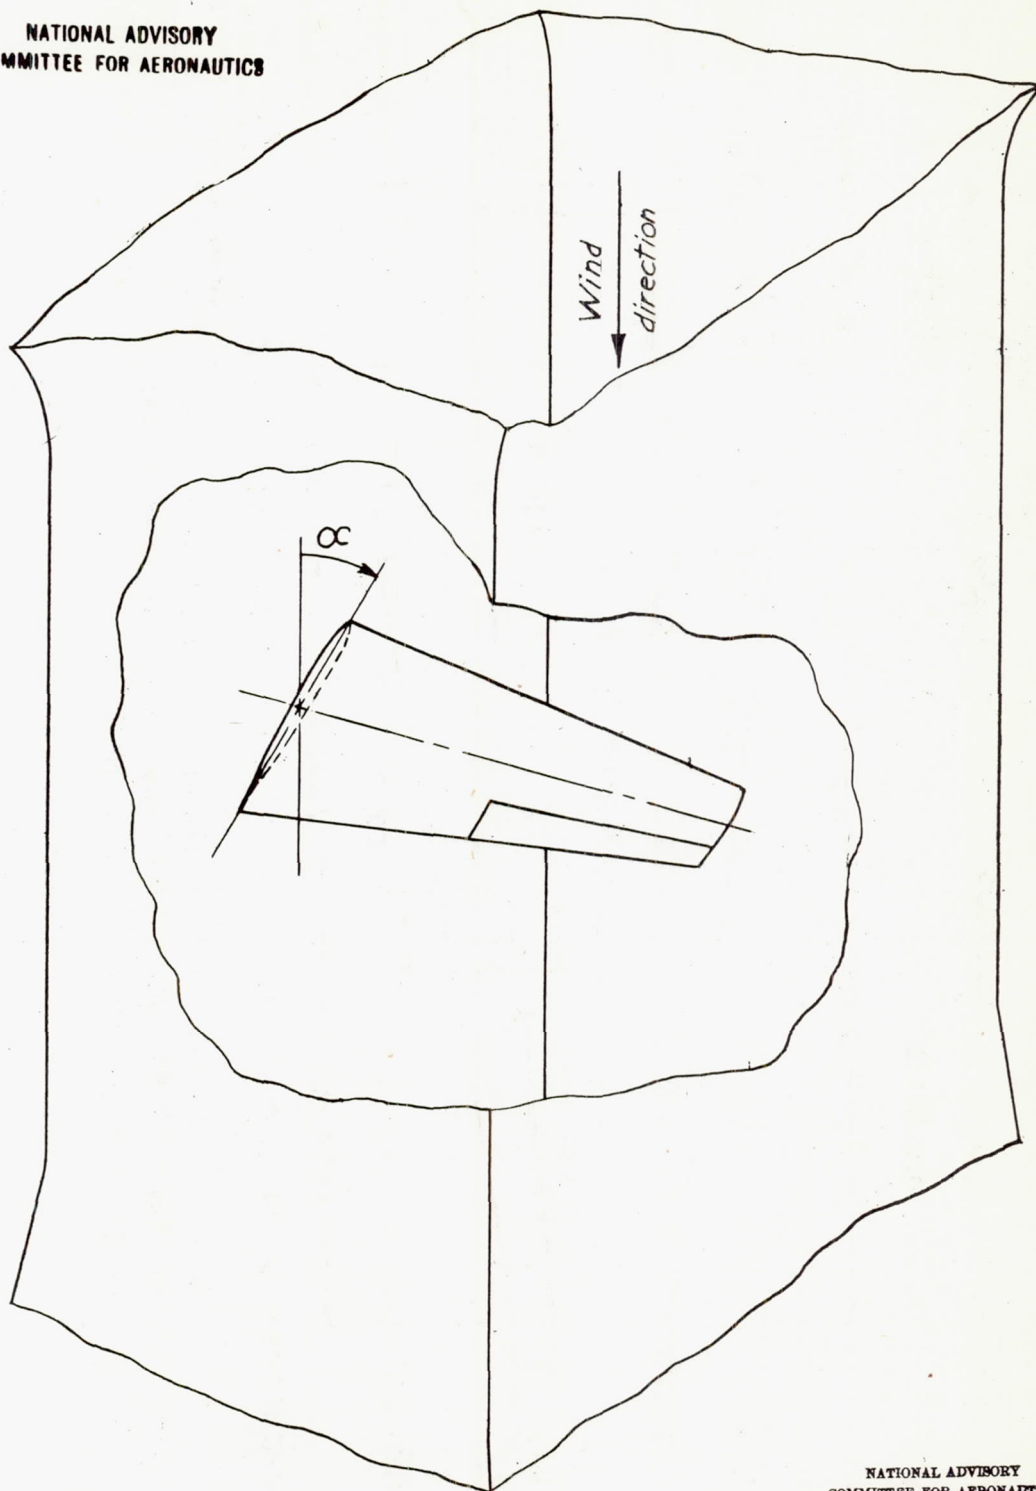 NATIONAL ADVISORY
MMITTEE FOR AERONAUTICS
Wind
direction
α
NATIONAL ADVISORY